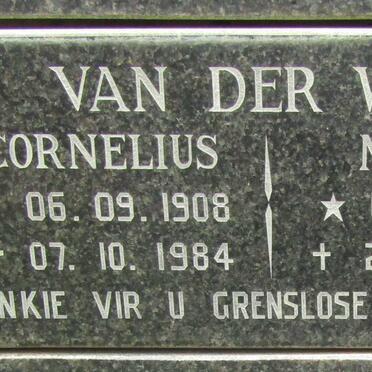 VAN DER
CORNELIUS
06.09.1908
07.10.1984
VIR U GRENSLOSE